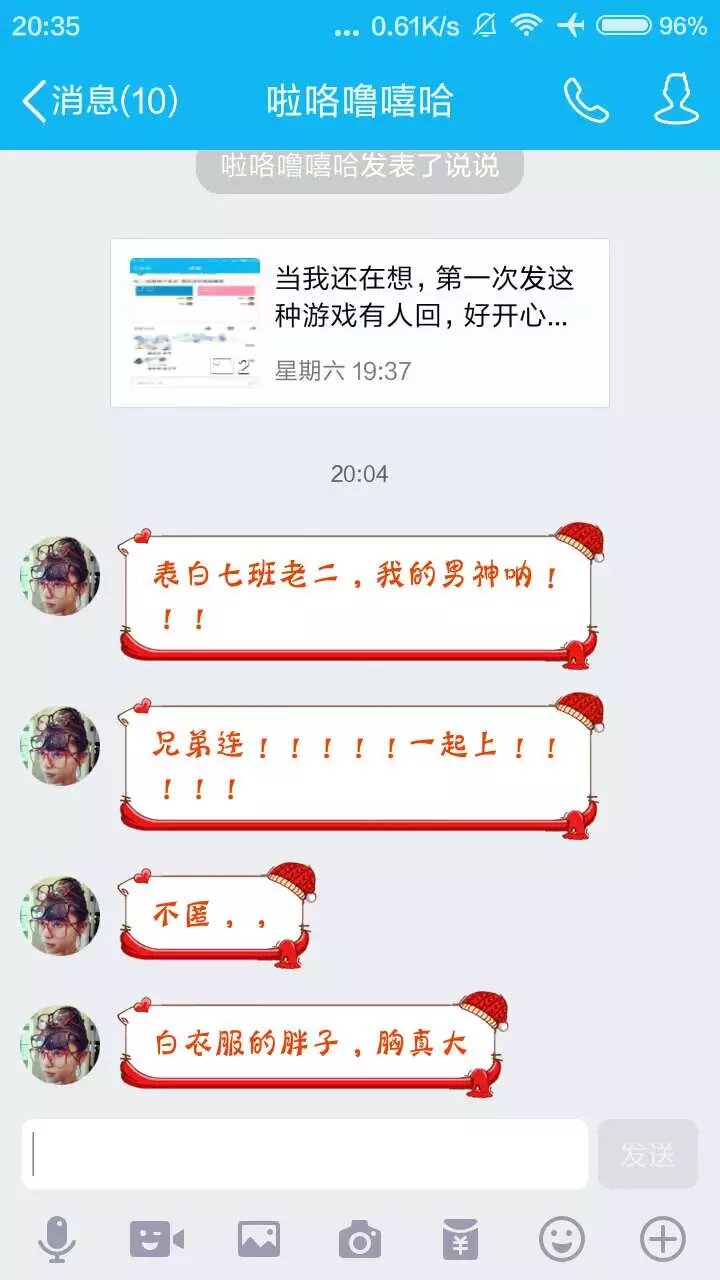 20:35
... 0.61K/s
96%
消息(10)
啦咯噜嘻哈
啦咯噜嘻哈发表了说说
当我还在想，第一次发这
种游戏有人回，好开心...
星期六 19:37
20:04
表白七班老二，我的男神呐！
！！
兄弟连！！！！！一起上！！
！！！
不匿，，
白衣服的胖子，胸真大
发送